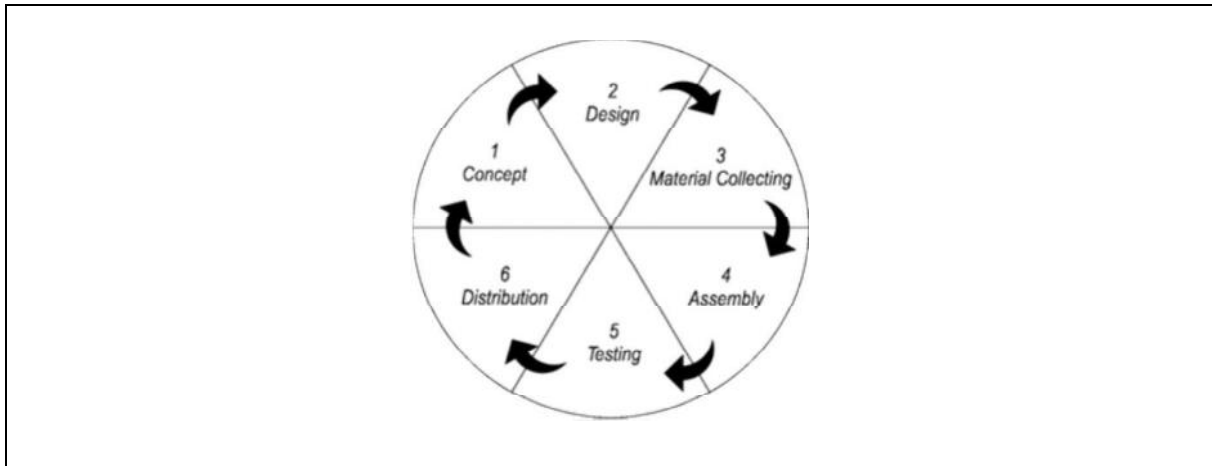 1
Concept
2
Design
3
Material Collecting
4
Assembly
5
Testing
6
Distribution